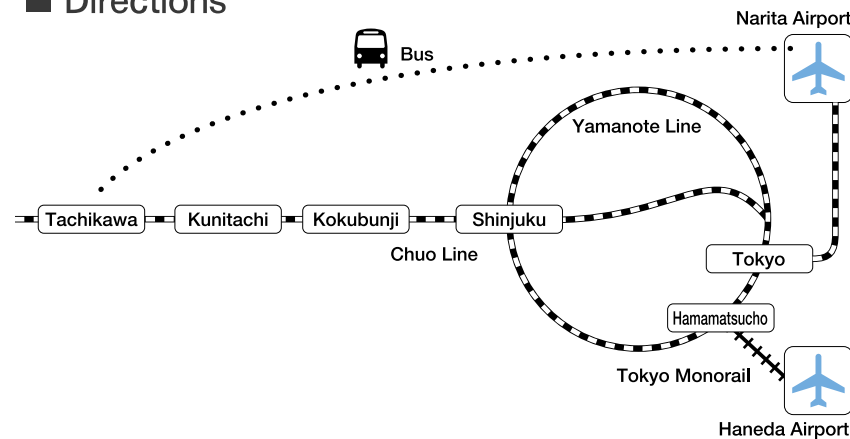 ■ Directions
Narita Airport
Bus
Yamanote Line
Tachikawa
Kunitachi
Kokubunji
Shinjuku
Chuo Line
Tokyo
Hamamatsucho
Tokyo Monorail
Haneda Airport